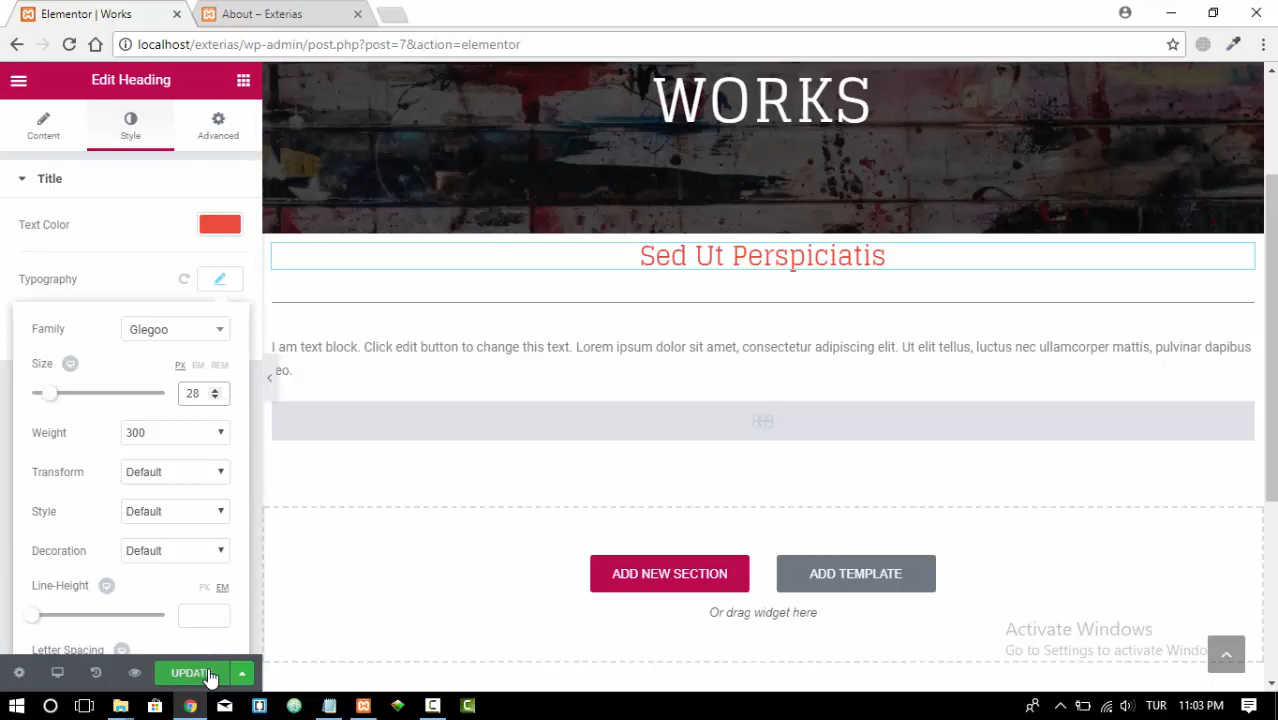 Elementor | Works
About – Exterias
localhost/exterias/wp-admin/post.php?post=7&action=elementor
Edit Heading
Content
Style
Advanced
Title
Text Color
Typography
Family
Glegoo
Size
PX EM REM
28
Weight
300
Transform
Default
Style
Default
Decoration
Default
Line-Height
PX EM
Letter Spacing
UPDATE
WORKS
Sed Ut Perspiciatis
I am text block. Click edit button to change this text. Lorem ipsum dolor sit amet, consectetur adipiscing elit. Ut elit tellus, luctus nec ullamcorper mattis, pulvinar dapibus
eo.
ADD NEW SECTION
ADD TEMPLATE
Or drag widget here
Activate Windows
Go to Settings to activate Windo
TUR
11:03 PM